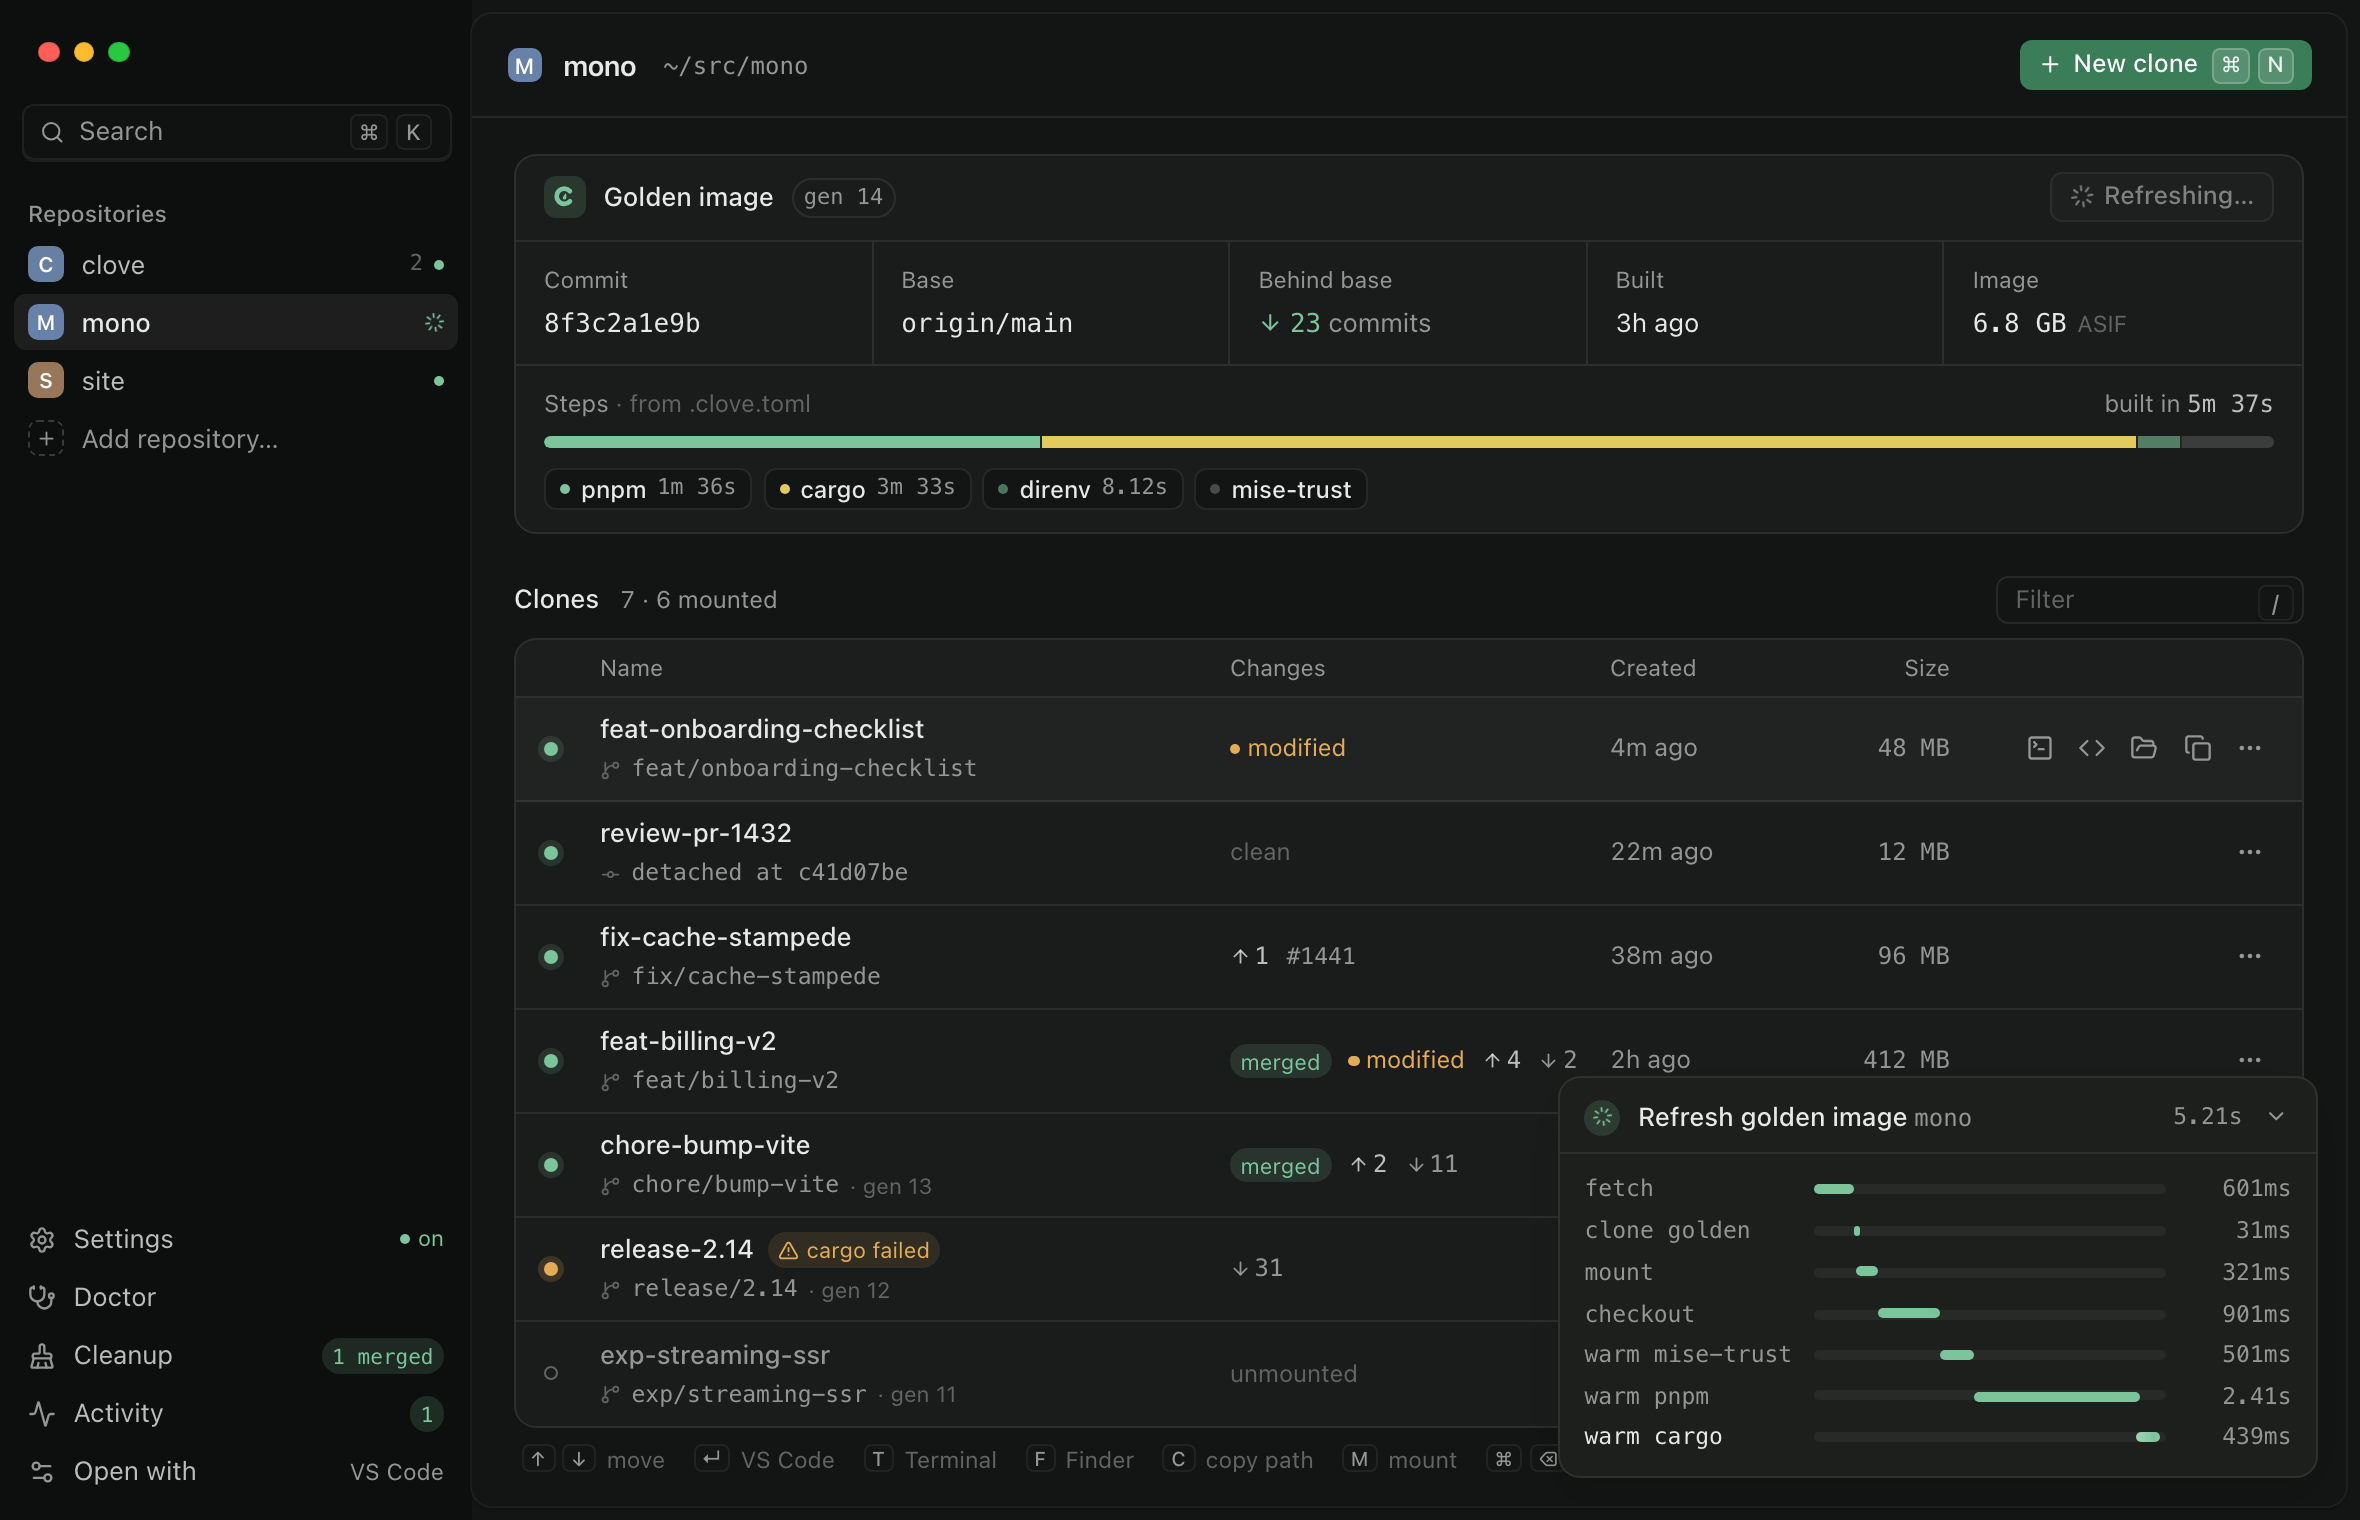 Search ⌘ K
Repositories
C clove 2
M mono
S site
+ Add repository...
Settings on
Doctor
Cleanup 1 merged
Activity 1
Open with VS Code
M mono ~/src/mono
+ New clone ⌘ N
Golden image gen 14 Refreshing...
Commit Base Behind base Built Image
8f3c2a1e9b origin/main ↓ 23 commits 3h ago 6.8 GB ASIF
Steps · from .clove.toml built in 5m 37s
pnpm 1m 36s cargo 3m 33s direnv 8.12s mise-trust
Clones 7 · 6 mounted Filter /
Name Changes Created Size
feat-onboarding-checklist
feat/onboarding-checklist modified 4m ago 48 MB
review-pr-1432
detached at c41d07be clean 22m ago 12 MB
fix-cache-stampede
fix/cache-stampede ↑ 1 #1441 38m ago 96 MB
feat-billing-v2
feat/billing-v2 merged modified ↑ 4 ↓ 2 2h ago 412 MB
chore-bump-vite
chore/bump-vite · gen 13 merged ↑ 2 ↓ 11
release-2.14 cargo failed
release/2.14 · gen 12 ↓ 31
exp-streaming-ssr
exp/streaming-ssr · gen 11 unmounted
↑ ↓ move ↵ VS Code T Terminal F Finder C copy path M mount ⌘ ⌫
Refresh golden image mono 5.21s
fetch 601ms
clone golden 31ms
mount 321ms
checkout 901ms
warm mise-trust 501ms
warm pnpm 2.41s
warm cargo 439ms